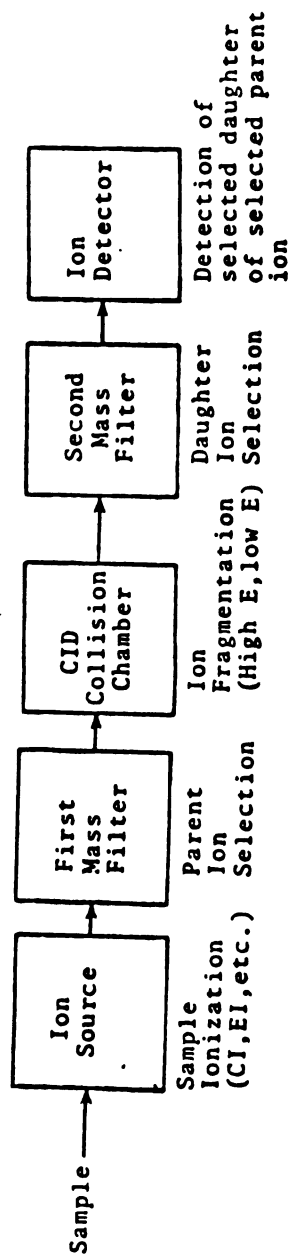 Sample
Ion
Source
Sample
Ionization
(CI,EI,etc.)
First
Mass
Filter
Parent
Ion
Selection
CID
Collision
Chamber
Ion
Fragmentation
(High E,low E)
Second
Mass
Filter
Daughter
Ion
Selection
Ion
Detector
Detection of
selected daughter
of selected parent
ion